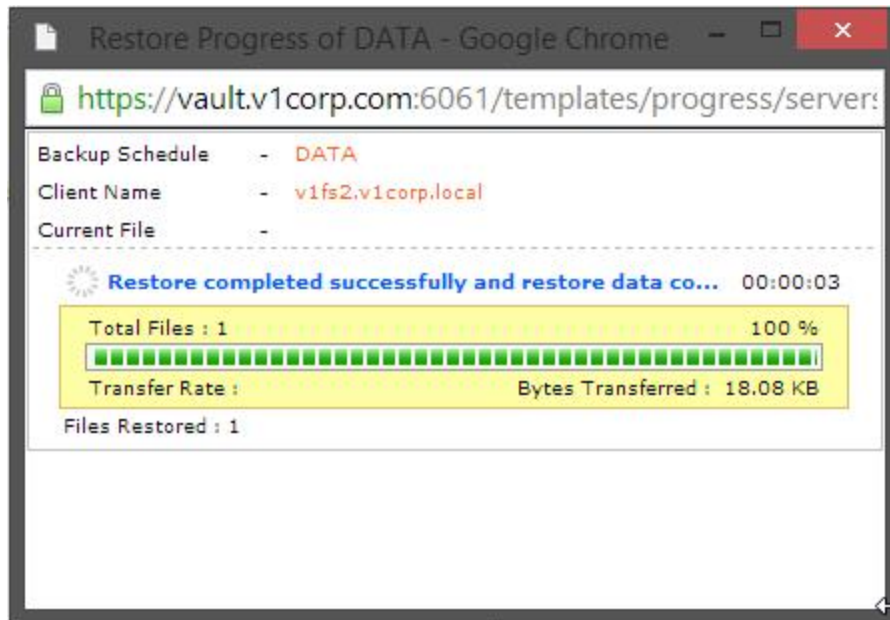 Restore Progress of DATA - Google Chrome
https://vault.v1corp.com:6061/templates/progress/servers
Backup Schedule - DATA
Client Name - v1fs2.v1corp.local
Current File -
Restore completed successfully and restore data co... 00:00:03
Total Files : 1 100 %
Transfer Rate : Bytes Transferred : 18.08 KB
Files Restored : 1